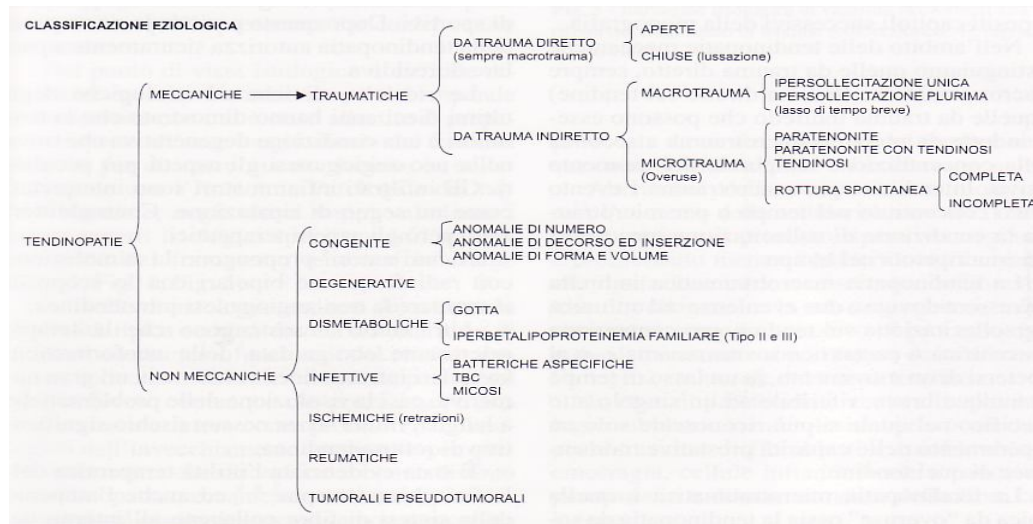 CLASSIFICAZIONE EZIOLOGICA
TENDINOPATIE
MECCANICHE
TRAUMATICHE
DA TRAUMA DIRETTO
(sempre macrotrauma)
APERTE
CHIUSE (lussazione)
DA TRAUMA INDIRETTO
MACROTRAUMA
IPERSOLLECITAZIONE UNICA
IPERSOLLECITAZIONE PLURIMA
(lasso di tempo breve)
MICROTRAUMA
(Overuse)
PARATENONITE
PARATENONITE CON TENDINOSI
TENDINOSI
ROTTURA SPONTANEA
COMPLETA
INCOMPLETA
NON MECCANICHE
CONGENITE
ANOMALIE DI NUMERO
ANOMALIE DI DECORSO ED INSERZIONE
ANOMALIE DI FORMA E VOLUME
DEGENERATIVE
DISMETABOLICHE
GOTTA
IPERBETALIPOPROTEINEMIA FAMILIARE (Tipo II e III)
INFETTIVE
BATTERICHE ASPECIFICHE
TBC
MICOSI
ISCHEMICHE (retrazioni)
REUMATICHE
TUMORALI E PSEUDOTUMORALI